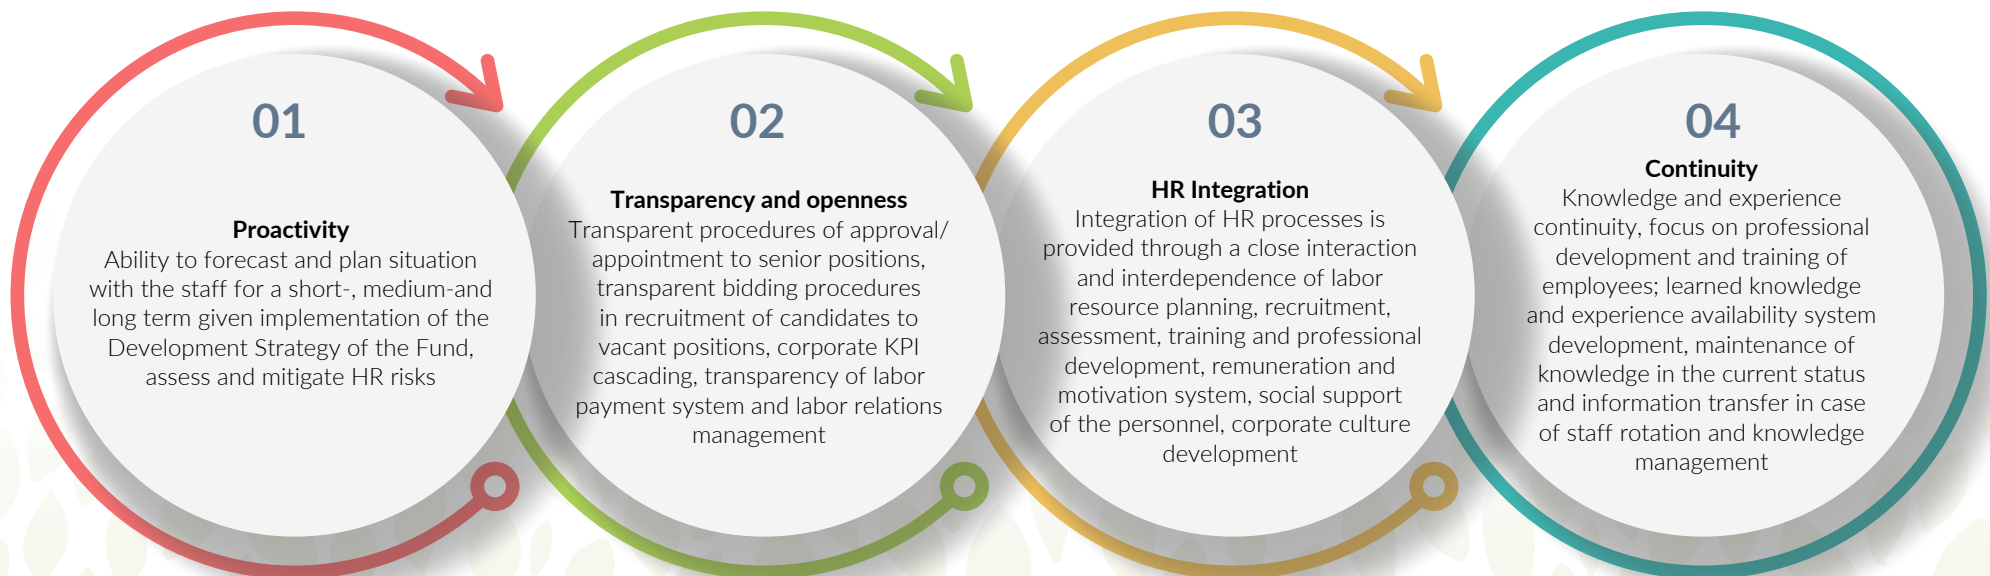 01
Proactivity
Ability to forecast and plan situation
with the staff for a short-, medium-and
long term given implementation of the
Development Strategy of the Fund,
assess and mitigate HR risks
02
Transparency and openness
Transparent procedures of approval/
appointment to senior positions,
transparent bidding procedures
in recruitment of candidates to
vacant positions, corporate KPI
cascading, transparency of labor
payment system and labor relations
management
03
HR Integration
Integration of HR processes is
provided through a close interaction
and interdependence of labor
resource planning, recruitment,
assessment, training and professional
development, remuneration and
motivation system, social support
of the personnel, corporate culture
development
04
Continuity
Knowledge and experience
continuity, focus on professional
development and training of
employees; learned knowledge
and experience availability system
development, maintenance of
knowledge in the current status
and information transfer in case
of staff rotation and knowledge
management